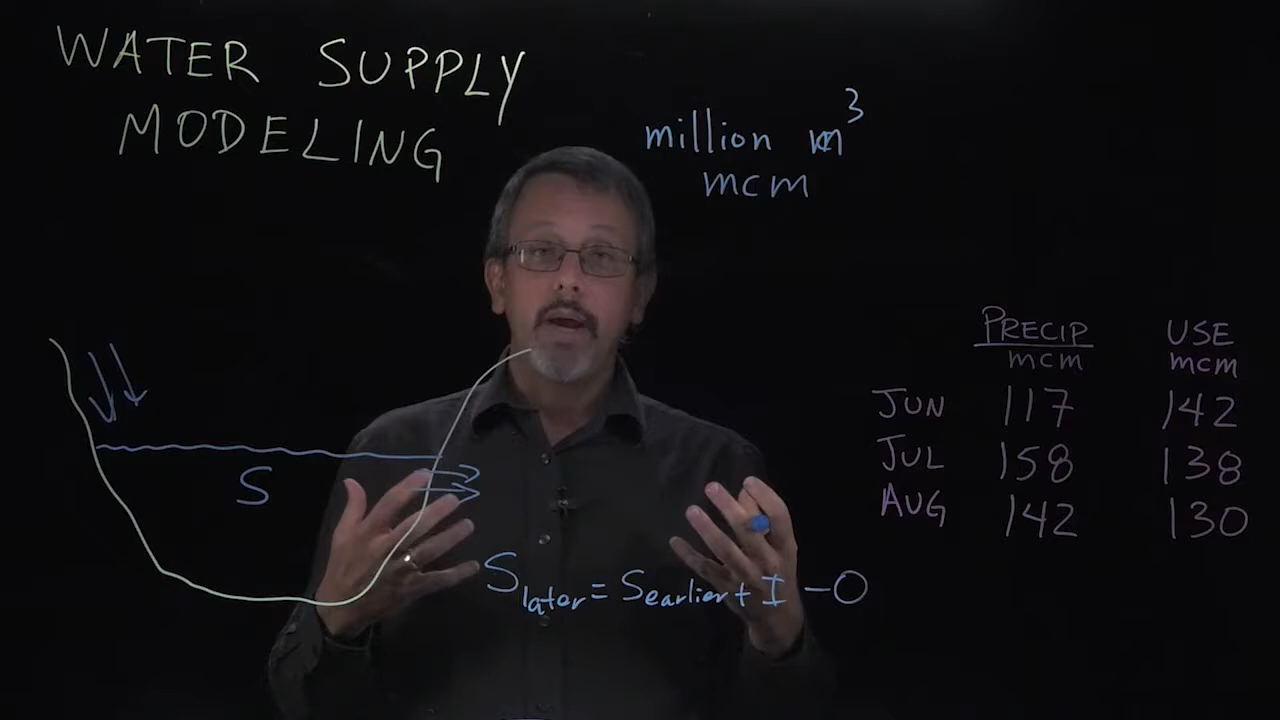 WATER SUPPLY
MODELING
million m³
mcm
PRECIP USE
mcm mcm
JUN 117 142
JUL 158 138
AUG 142 130
S
Slater = Searlier + I - O